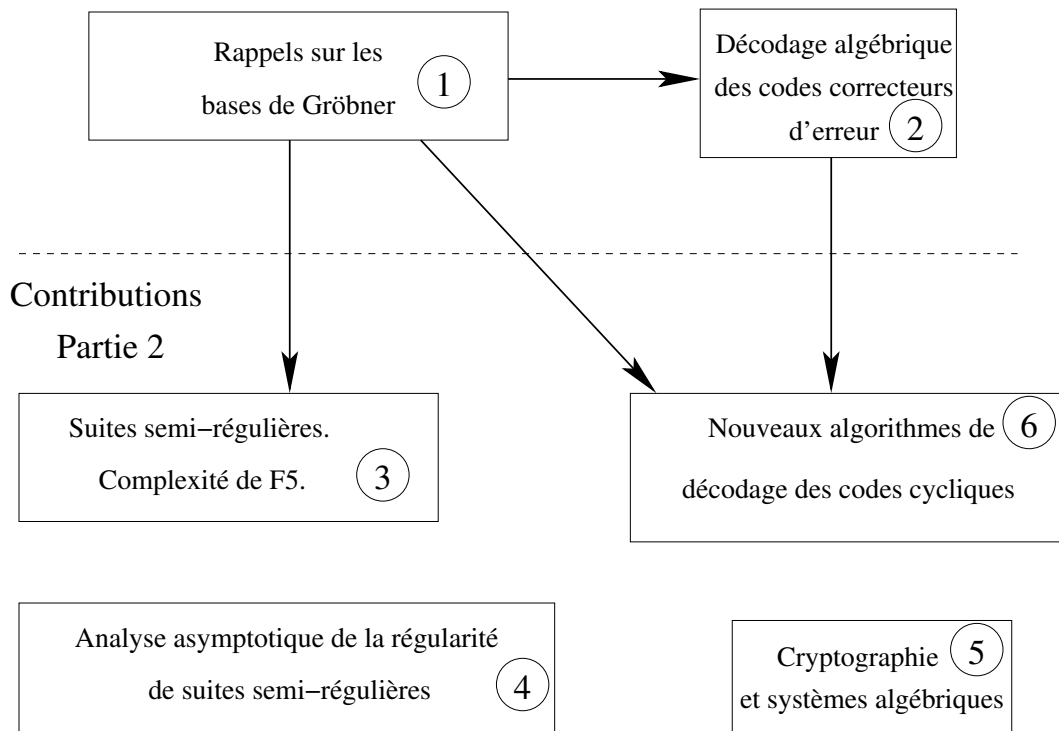 Rappels sur les
bases de Gröbner
1
Décodage algébrique
des codes correcteurs
d'erreur
2
Contributions
Partie 2
Suites semi−régulières.
Complexité de F5.
3
Nouveaux algorithmes de
6
décodage des codes cycliques
Analyse asymptotique de la régularité
de suites semi−régulières
4
Cryptographie
5
et systèmes algébriques